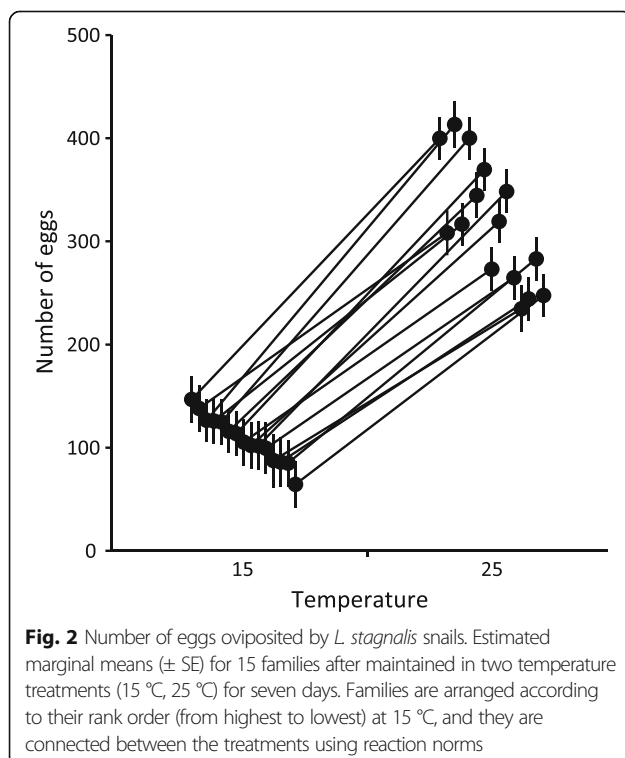 500
400
300
200
100
0
Number of eggs
15 25
Temperature
Fig. 2 Number of eggs oviposited by L. stagnalis snails. Estimated
marginal means (± SE) for 15 families after maintained in two temperature
treatments (15 °C, 25 °C) for seven days. Families are arranged according
to their rank order (from highest to lowest) at 15 °C, and they are
connected between the treatments using reaction norms